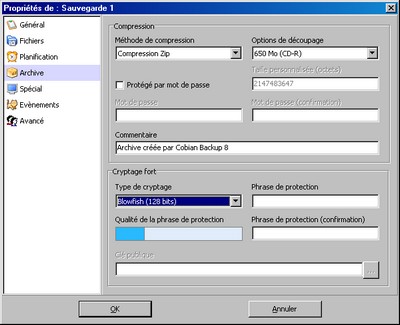 Propriétés de : Sauvegarde 1
Général
Fichiers
Planification
Archive
Spécial
Evènements
Avancé
Compression
Méthode de compression
Options de découpage
Compression Zip
650 Mo (CD-R)
Taille personnalisée (octets)
Protégé par mot de passe
2147483647
Mot de passe
Mot de passe (confirmation)
Commentaire
Archive créée par Cobian Backup 8
Cryptage fort
Type de cryptage
Phrase de protection
Blowfish (128 bits)
Qualité de la phrase de protection
Phrase de protection (confirmation)
Clé publique
...
OK
Annuler